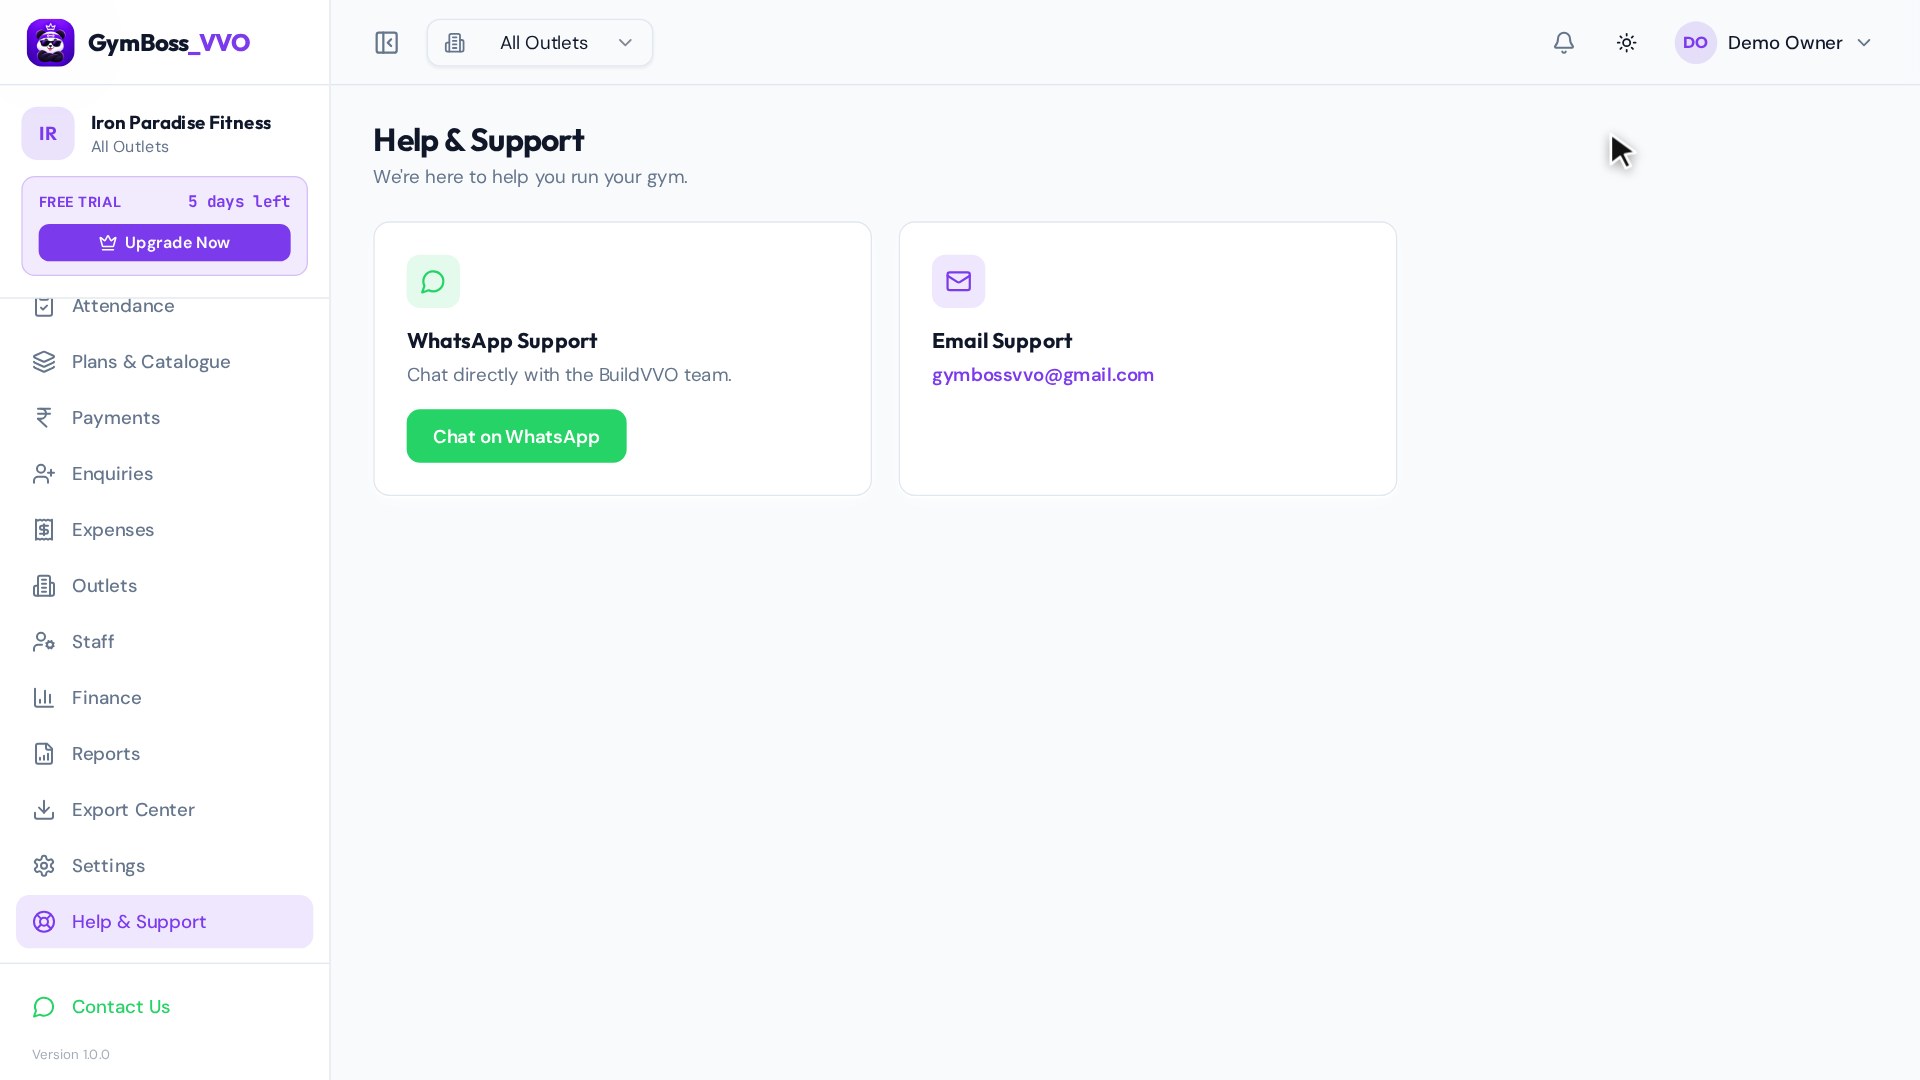 GymBoss_VVO
All Outlets
DO
Demo Owner
IR
Iron Paradise Fitness
All Outlets
FREE TRIAL
5 days left
Upgrade Now
Attendance
Plans & Catalogue
Payments
Enquiries
Expenses
Outlets
Staff
Finance
Reports
Export Center
Settings
Help & Support
Contact Us
Version 1.0.0
Help & Support
We're here to help you run your gym.
WhatsApp Support
Chat directly with the BuildVVO team.
Chat on WhatsApp
Email Support
gymbossvvo@gmail.com